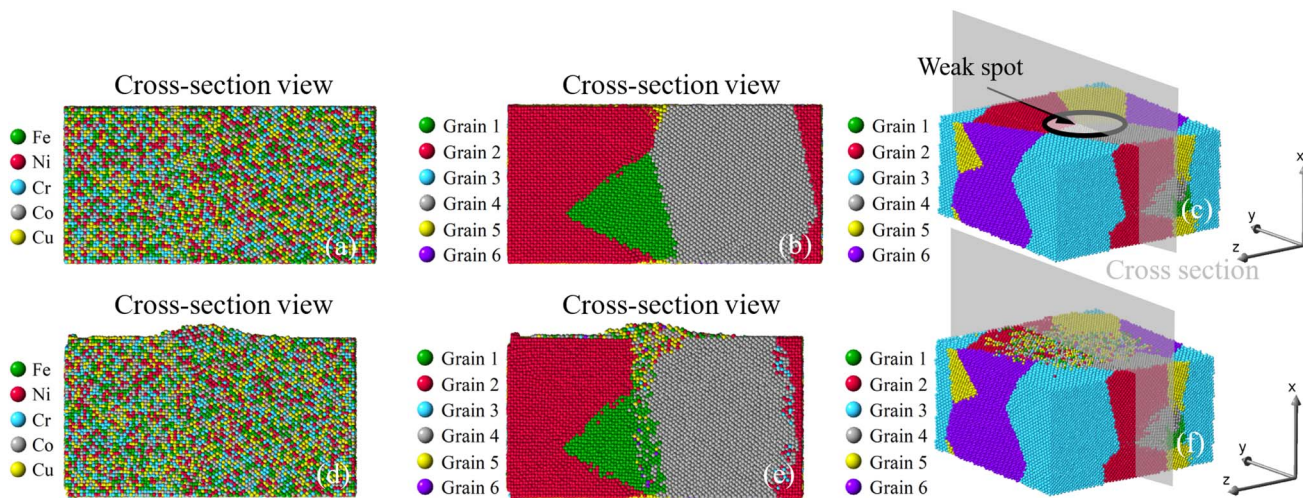 Cross-section view
Fe
Ni
Cr
Co
Cu
(a)
Cross-section view
Grain 1
Grain 2
Grain 3
Grain 4
Grain 5
Grain 6
(b)
Weak spot
Grain 1
Grain 2
Grain 3
Grain 4
Grain 5
Grain 6
(c)
x
y
z
Cross section
Cross-section view
Fe
Ni
Cr
Co
Cu
(d)
Cross-section view
Grain 1
Grain 2
Grain 3
Grain 4
Grain 5
Grain 6
(e)
Grain 1
Grain 2
Grain 3
Grain 4
Grain 5
Grain 6
(f)
x
y
z